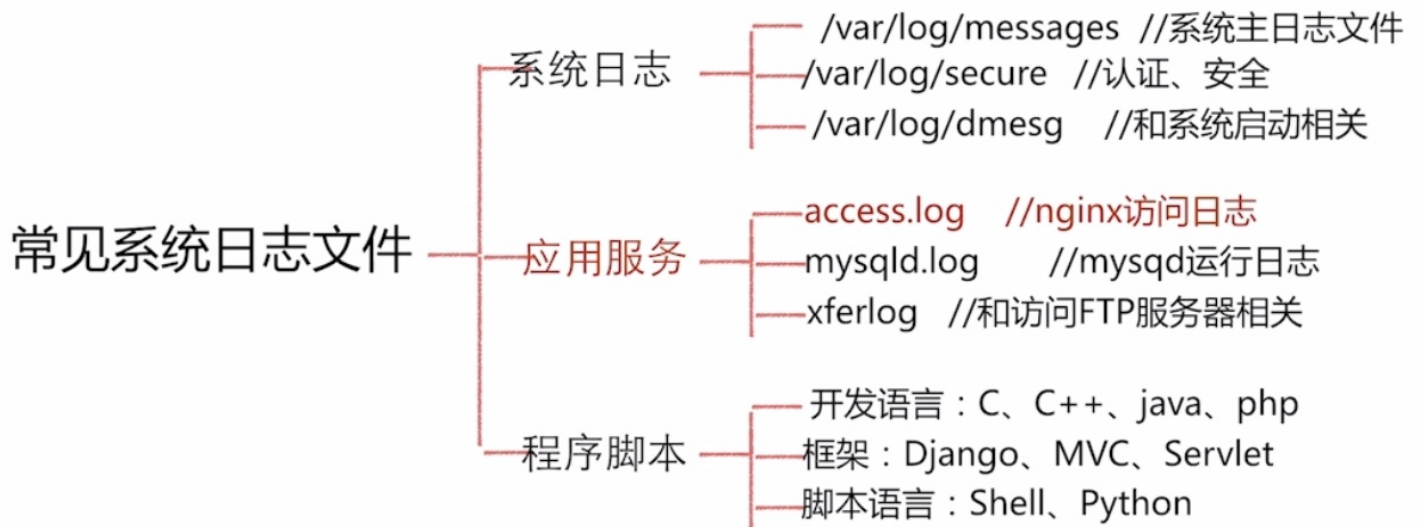 常见系统日志文件
系统日志
/var/log/messages //系统主日志文件
/var/log/secure //认证、安全
/var/log/dmesg //和系统启动相关
应用服务
access.log //nginx访问日志
mysqld.log //mysqd运行日志
xferlog //和访问FTP服务器相关
程序脚本
开发语言：C、C++、java、php
框架：Django、MVC、Servlet
脚本语言：Shell、Python